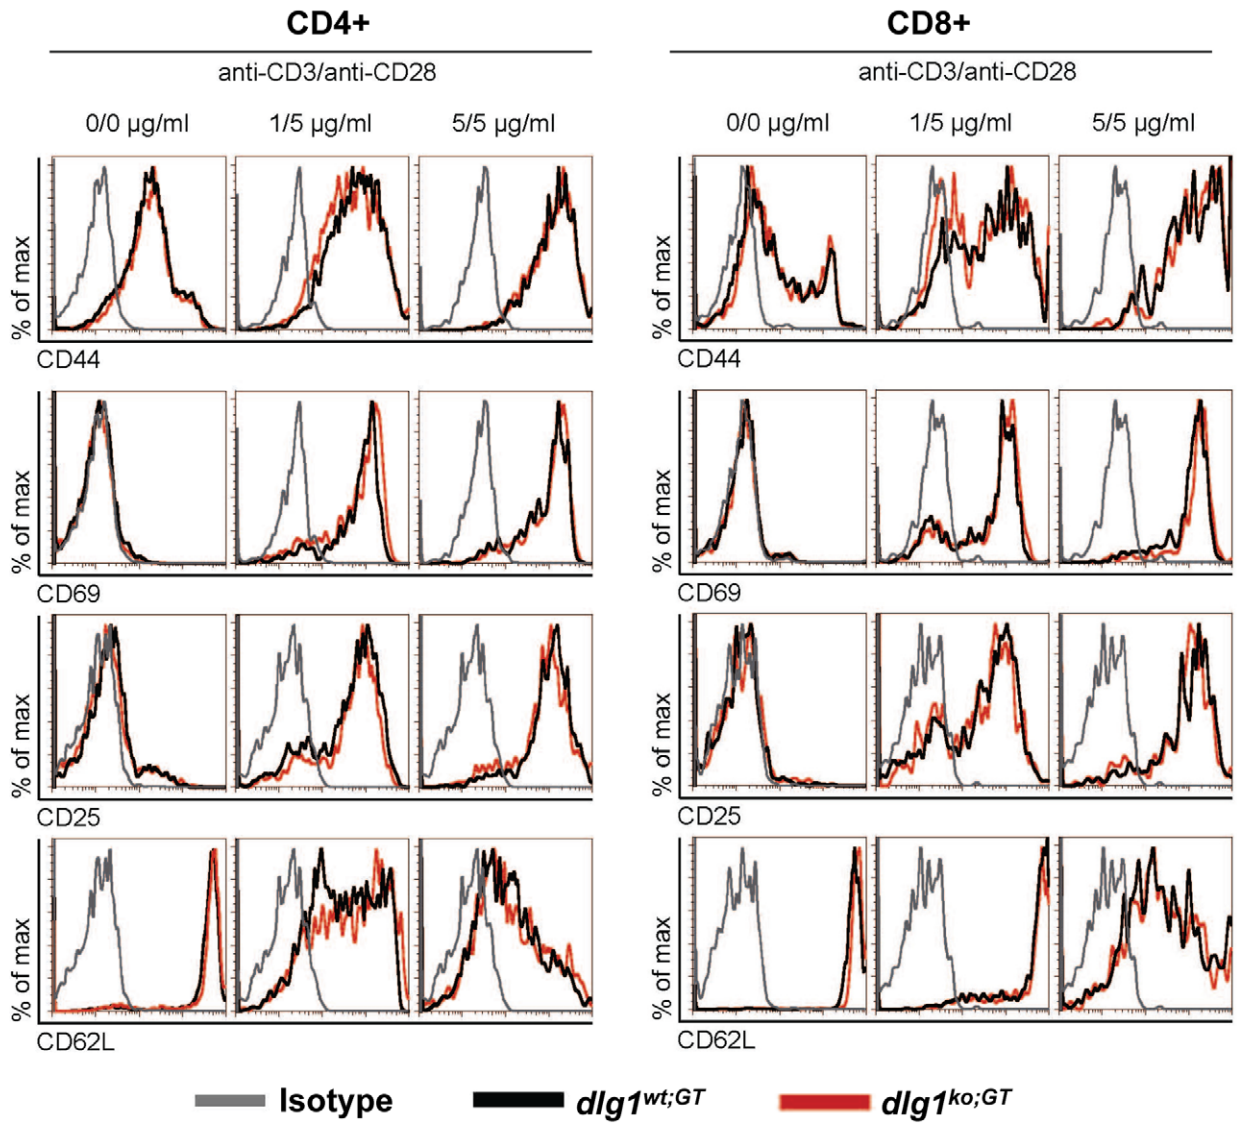 CD4+ CD8+
anti-CD3/anti-CD28 anti-CD3/anti-CD28
0/0 µg/ml 1/5 µg/ml 5/5 µg/ml 0/0 µg/ml 1/5 µg/ml 5/5 µg/ml
% of max % of max
CD44 CD44
% of max % of max
CD69 CD69
% of max % of max
CD25 CD25
% of max % of max
CD62L CD62L
Isotype dlg1wt;GT dlg1ko;GT